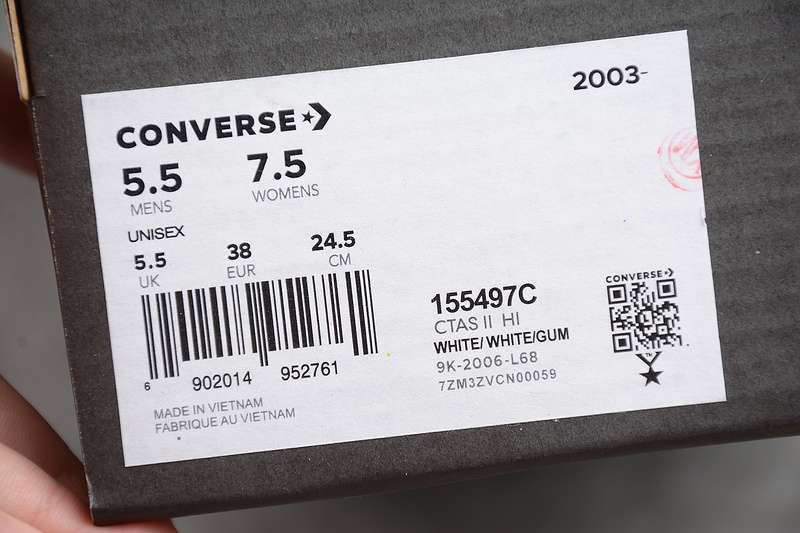 2003-
CONVERSE
5.5 7.5
MENS WOMENS
UNISEX
5.5 38 24.5
UK EUR CM
6 902014 952761
MADE IN VIETNAM
FABRIQUE AU VIETNAM
155497C
CTAS II HI
WHITE/ WHITE/GUM
9K-2006-L68
7ZM3ZVCN00059
CONVERSE